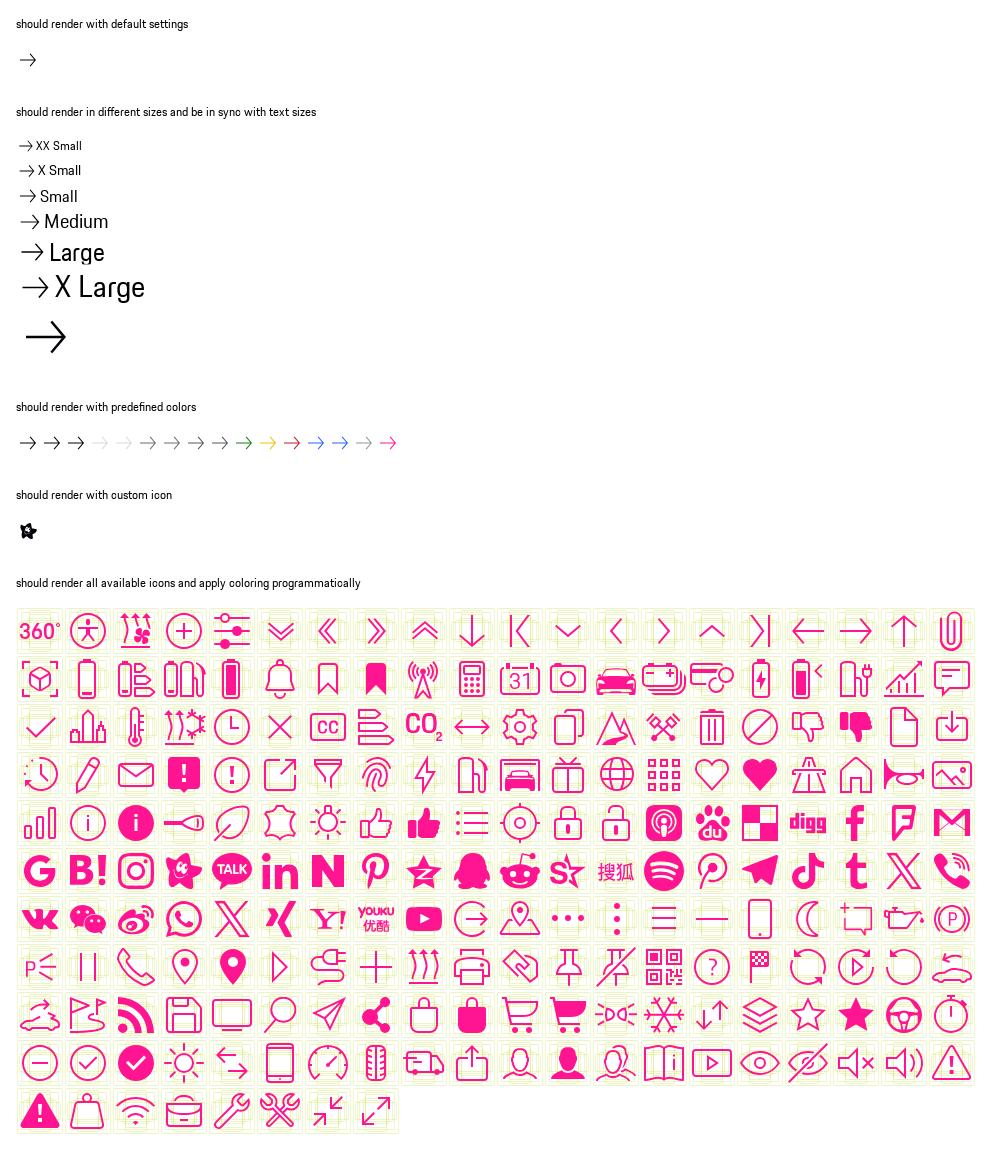 should render with default settings
should render in different sizes and be in sync with text sizes
XX Small
X Small
Small
Medium
Large
X Large
should render with predefined colors
should render with custom icon
should render all available icons and apply coloring programmatically
360°
31
CC CO2
du digg f
G B! TALK in N S 搜狐 t
Y! YOUKU 优酷 P
P ?